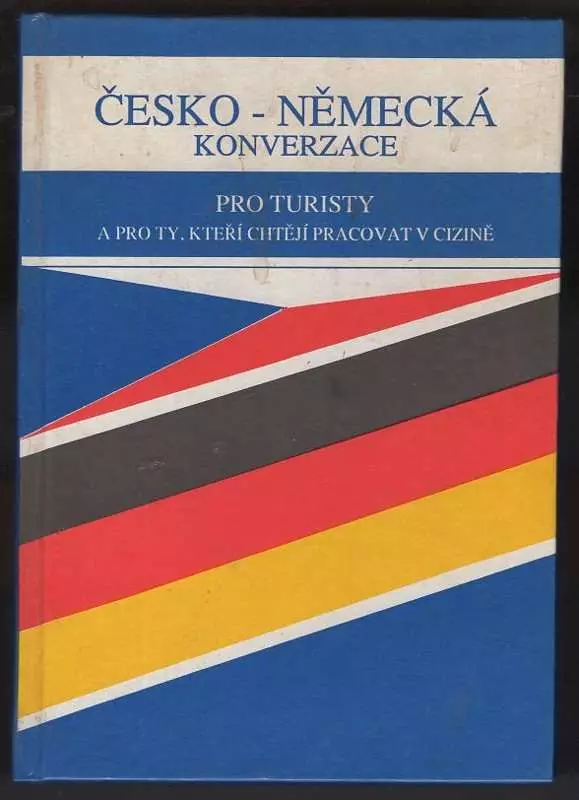 ČESKO - NĚMECKÁ
KONVERZACE
PRO TURISTY
A PRO TY, KTEŘÍ CHTĚJÍ PRACOVAT V CIZINĚ